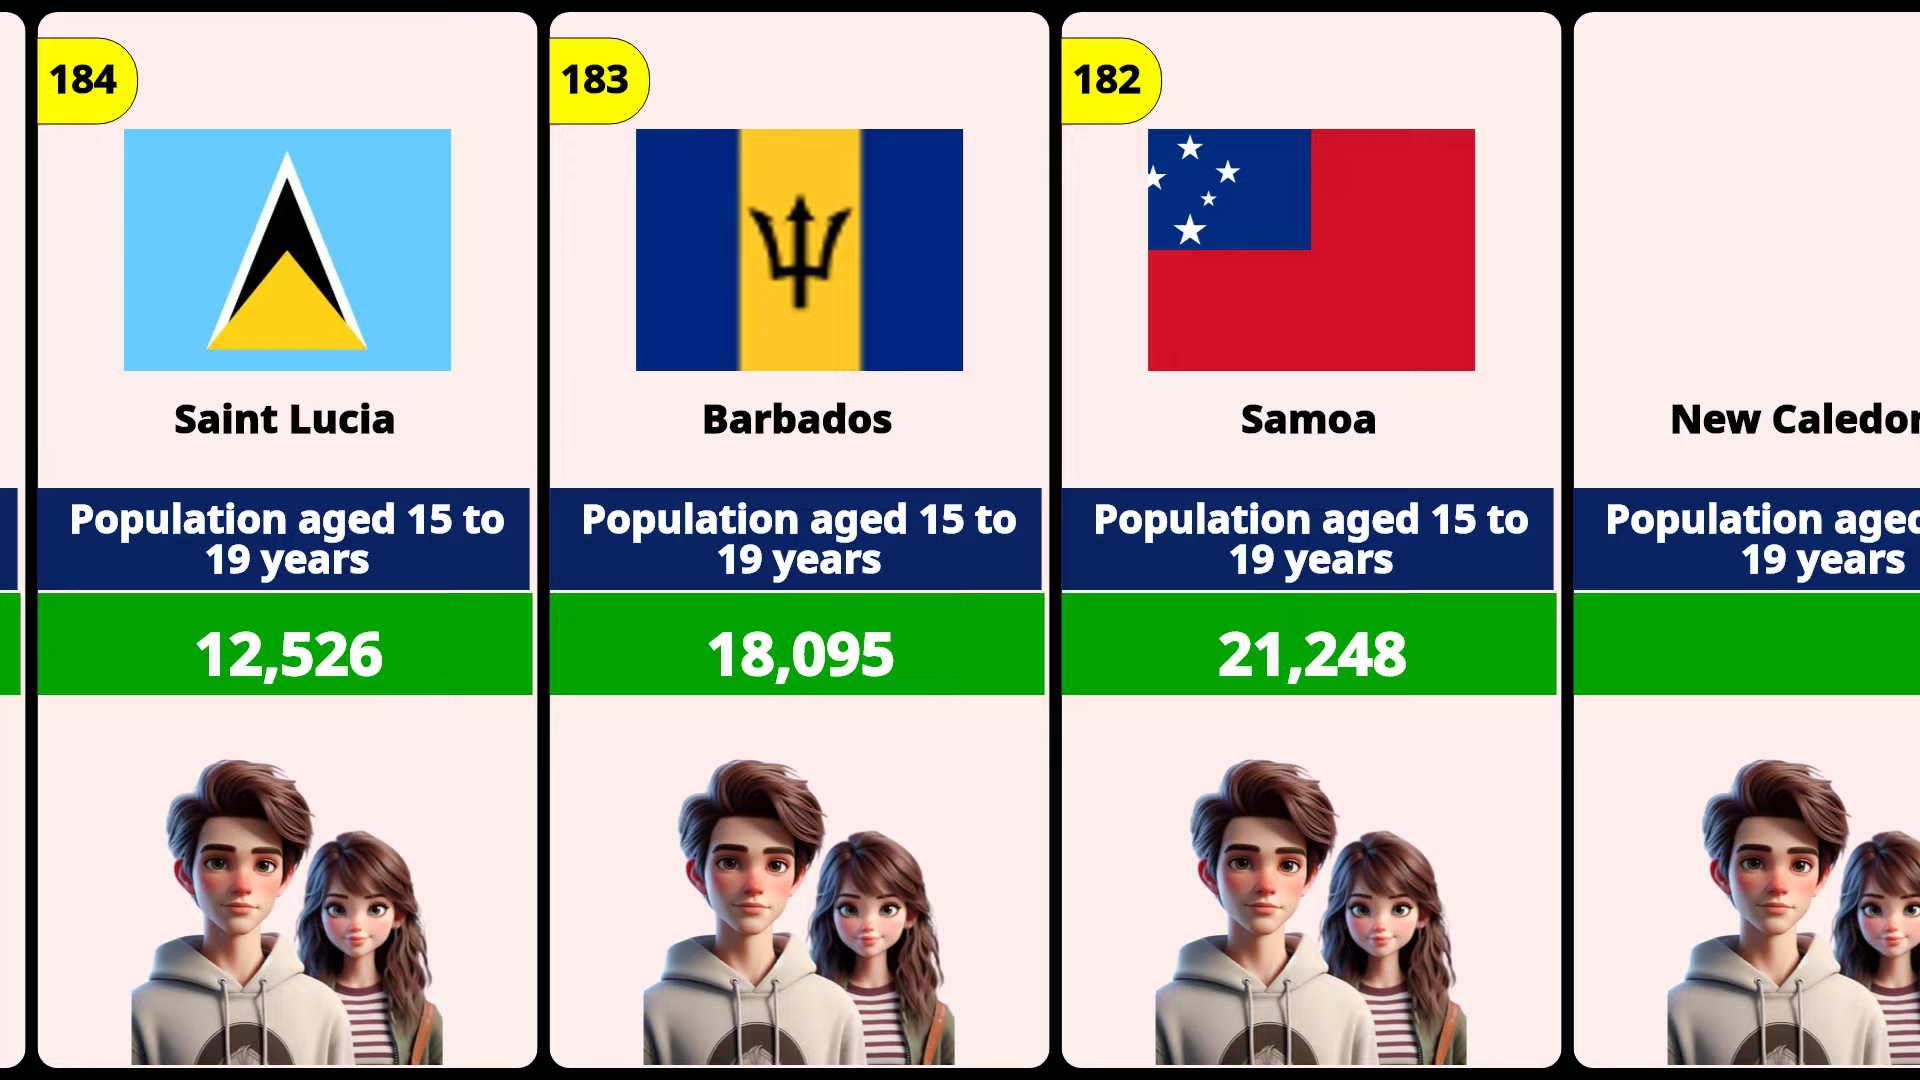 184
Saint Lucia
Population aged 15 to
19 years
12,526
183
Barbados
Population aged 15 to
19 years
18,095
182
Samoa
Population aged 15 to
19 years
21,248
New Caledor
Population aged
19 years